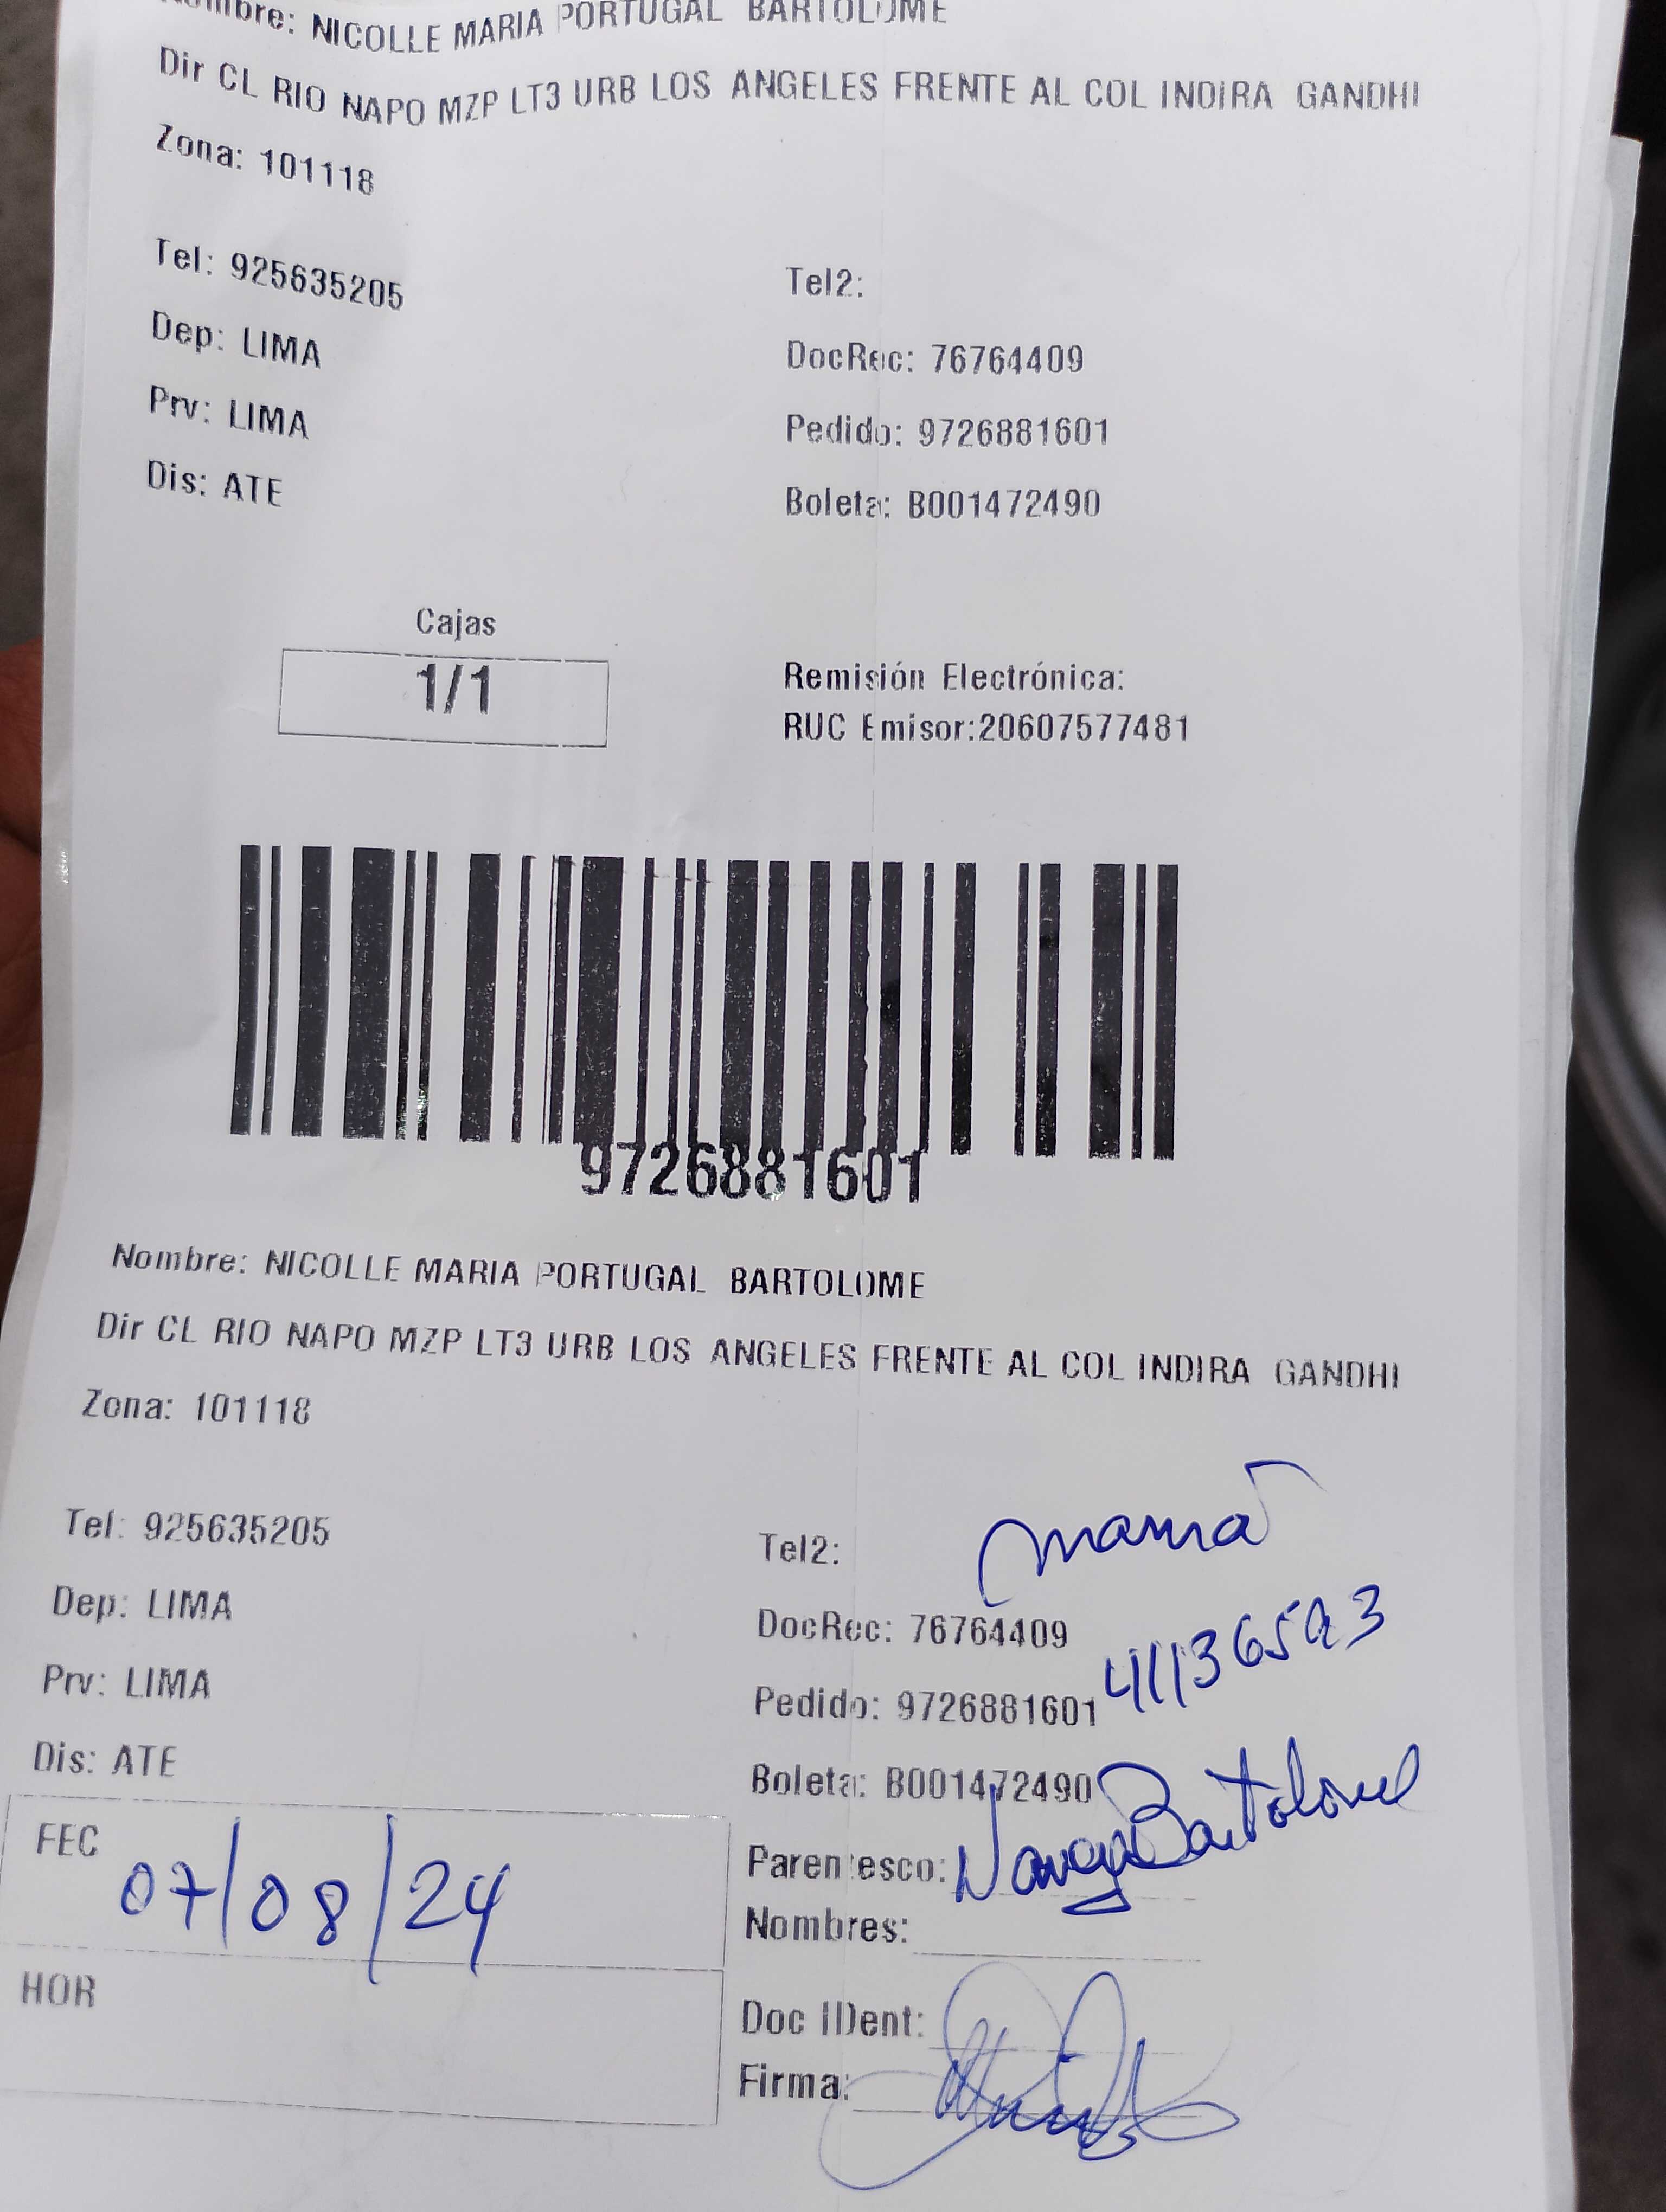 Nombre: NICOLLE MARIA PORTUGAL BARTOLOME
Dir CL RIO NAPO MZP LT3 URB LOS ANGELES FRENTE AL COL INDIRA GANDHI
Zona: 101118
Tel: 925635205 Tel2:
Dep: LIMA DocRec: 76764409
Prv: LIMA Pedido: 9726881601
Dis: ATE Boleta: B001472490
Cajas
1/1
Remisión Electrónica:
RUC Emisor:20607577481
9726881601
Nombre: NICOLLE MARIA PORTUGAL BARTOLOME
Dir CL RIO NAPO MZP LT3 URB LOS ANGELES FRENTE AL COL INDIRA GANDHI
Zona: 101118
mamá
Tel: 925635205 Tel2:
Dep: LIMA DocRec: 76764409
41136593
Prv: LIMA Pedido: 9726881601
Dis: ATE Boleta: B001472490
FEC 07/08/24
Parentesco: Bartolome
Nombres:
HOR
Doc IDent:
Firma: